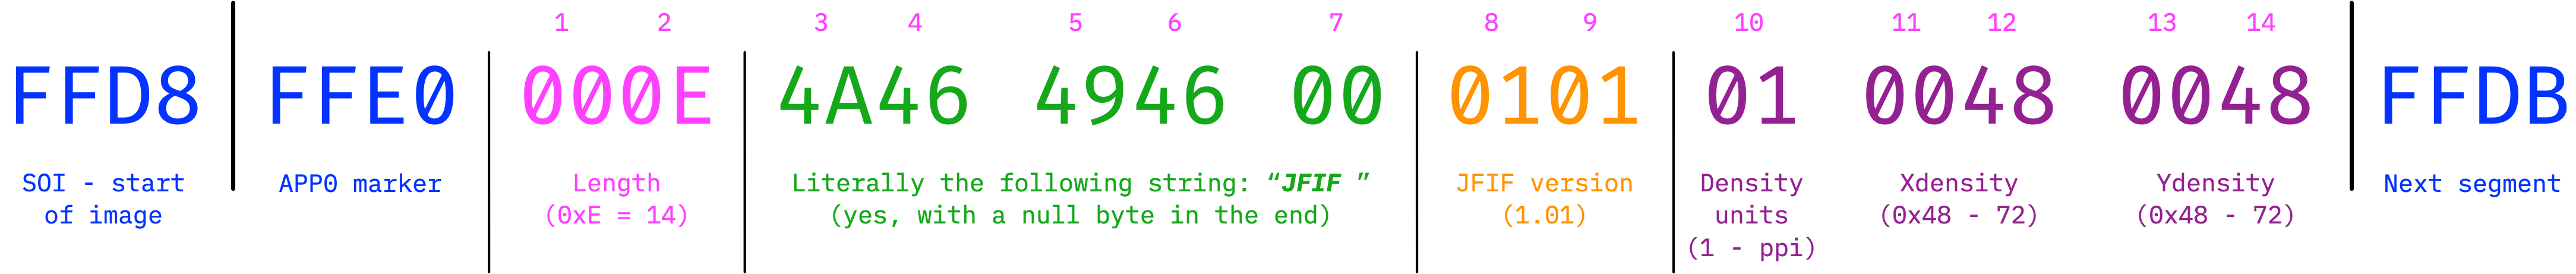 1 2 3 4 5 6 7 8 9 10 11 12 13 14
FFD8 FFE0 000E 4A46 4946 00 0101 01 0048 0048 FFDB
SOI - start APP0 marker Length Literally the following string: “JFIF ” JFIF version Density Xdensity Ydensity Next segment
of image (0xE = 14) (yes, with a null byte in the end) (1.01) units (0x48 - 72) (0x48 - 72)
(1 - ppi)